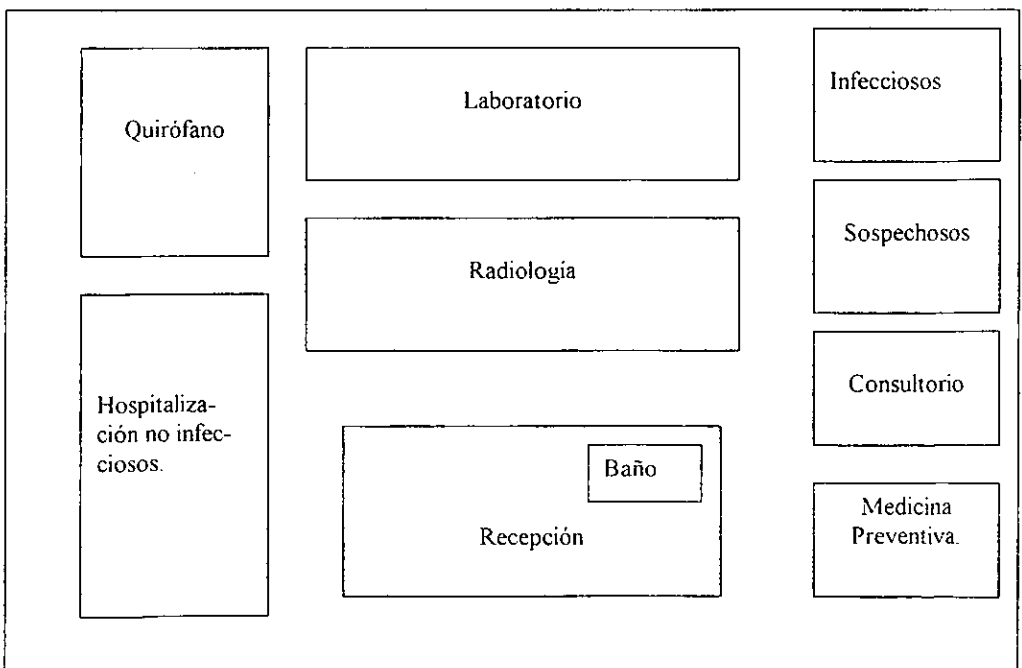 Quirófano
Laboratorio
Infecciosos
Radiología
Sospechosos
Hospitaliza-
ción no infec-
ciosos.
Consultorio
Baño
Recepción
Medicina
Preventiva.